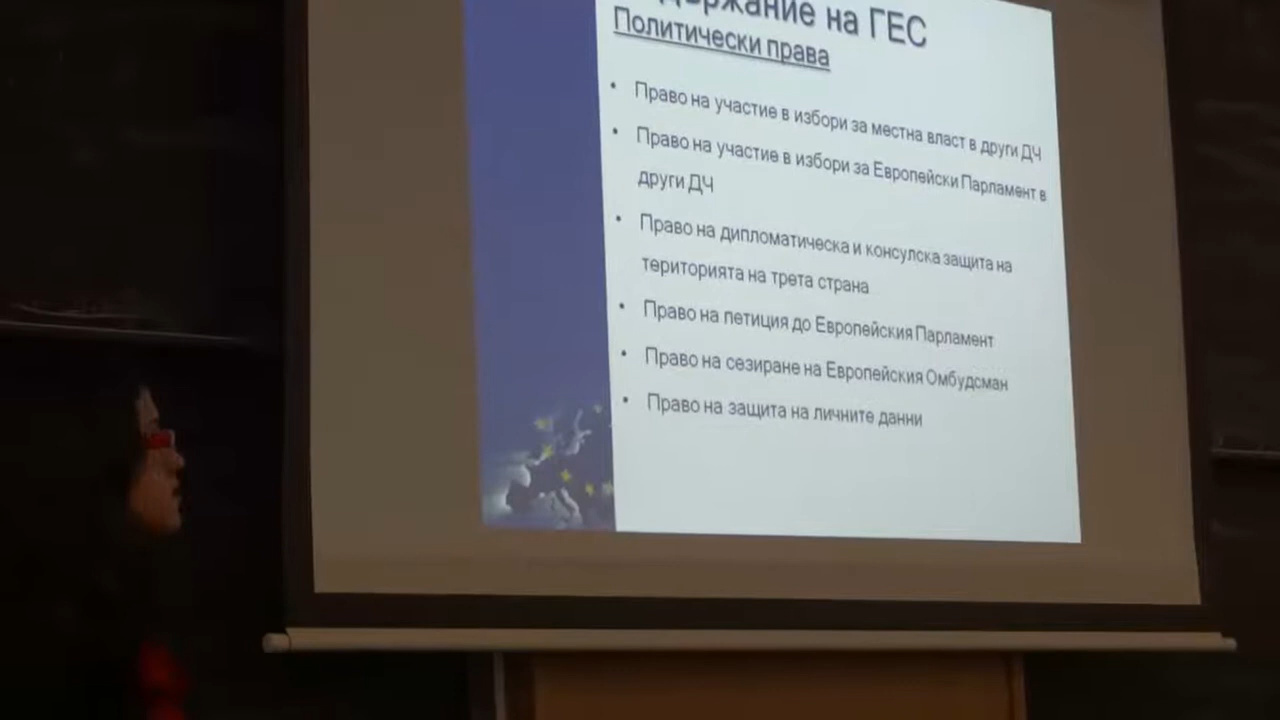 държание на ГЕС
Политически права
• Право на участие в избори за местна власт в други ДЧ
• Право на участие в избори за Европейски Парламент в
други ДЧ
• Право на дипломатическа и консулска защита на
територията на трета страна
• Право на петиция до Европейския Парламент
• Право на сезиране на Европейския Омбудсман
• Право на защита на личните данни